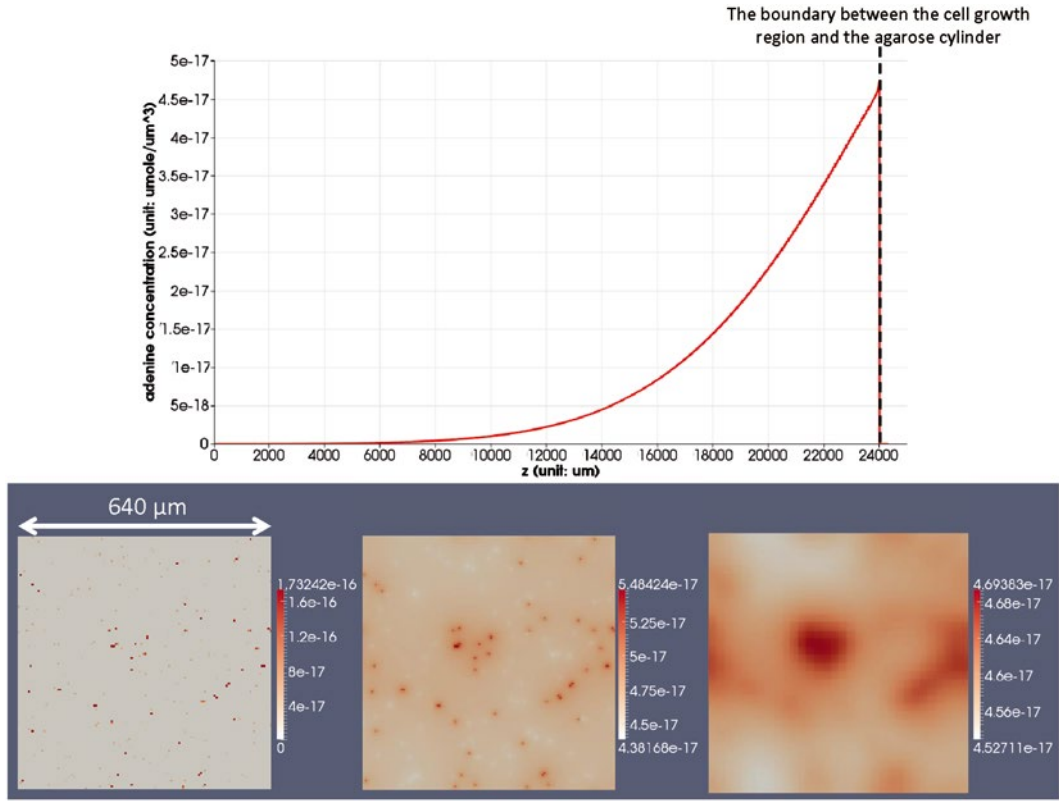 The boundary between the cell growth
region and the agarose cylinder
adenine concentration (unit: umole/um^3)
5e-17
4.5e-17
4e-17
3.5e-17
3e-17
2.5e-17
2e-17
1.5e-17
1e-17
5e-18
0
0 2000 4000 6000 8000 10000 12000 14000 16000 18000 20000 22000 24000
z (unit: um)
640 µm
1.73242e-16
1.6e-16
1.2e-16
8e-17
4e-17
0
5.48424e-17
5.25e-17
5e-17
4.75e-17
4.5e-17
4.38168e-17
4.69383e-17
4.68e-17
4.64e-17
4.6e-17
4.56e-17
4.52711e-17